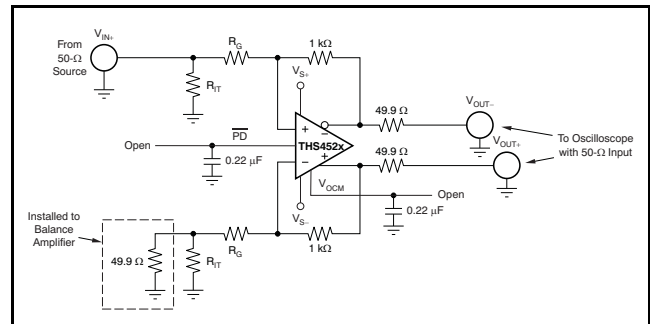 From
50-Ω
Source
V_IN+
R_G
1 kΩ
R_IT
V_S+
49.9 Ω
V_OUT−
Open
PD
+
−
THS452x
49.9 Ω
V_OUT+
To Oscilloscope
with 50-Ω Input
0.22 μF
−
+
V_OCM
Open
Installed to
Balance
Amplifier
V_S−
0.22 μF
49.9 Ω
R_IT
R_G
1 kΩ